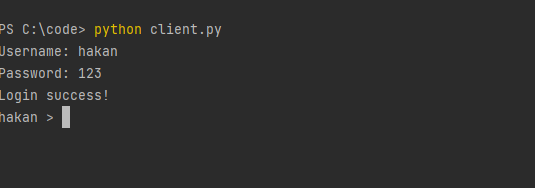 PS C:\code> python client.py
Username: hakan
Password: 123
Login success!
hakan >